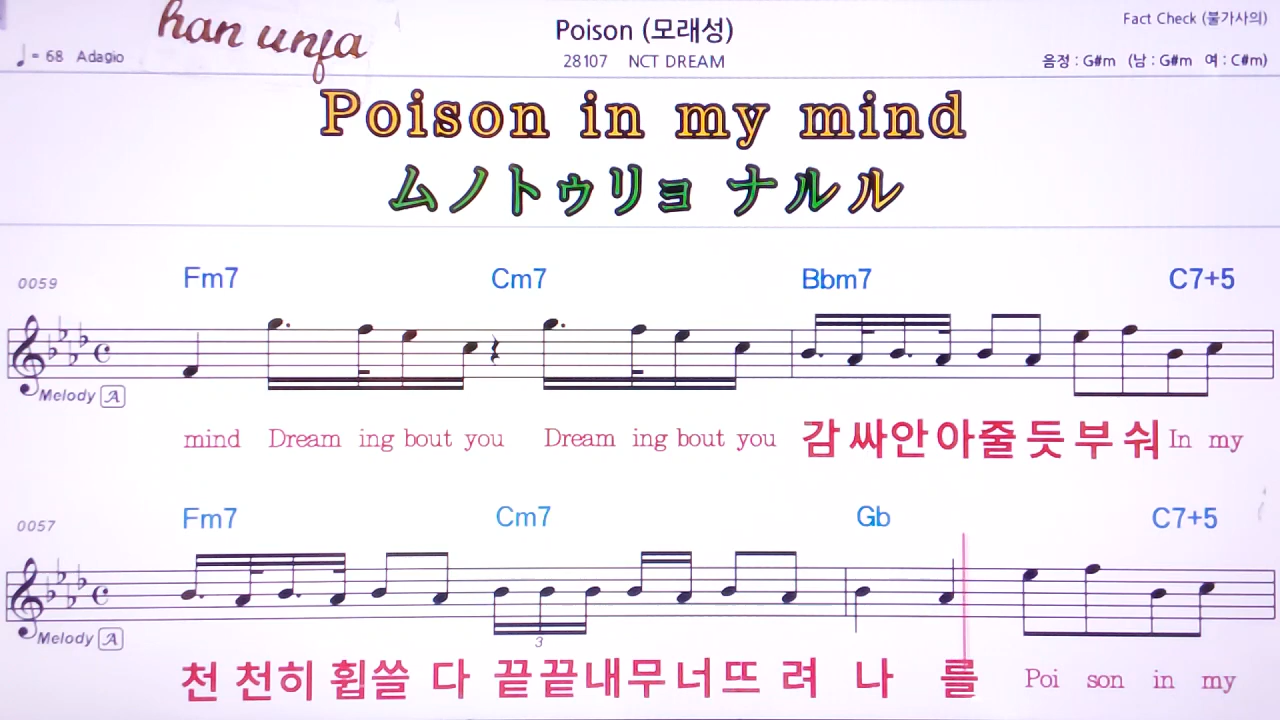 han unfa
Poison (모래성)
Fact Check (불가사의)
♩= 68 Adagio
28107 NCT DREAM
음정 : G#m (남 : G#m 여 : C#m)
Poison in my mind
ムノトゥリョ ナルル
0059 Fm7 Cm7 Bbm7 C7+5
Melody A
mind Dream ing bout you Dream ing bout you 감 싸안 아줄 듯 부 숴 In my
0057 Fm7 Cm7 Gb C7+5
3
Melody A
천 천히 휩쓸 다 끝끝내무너뜨 려 나 를 Poi son in my